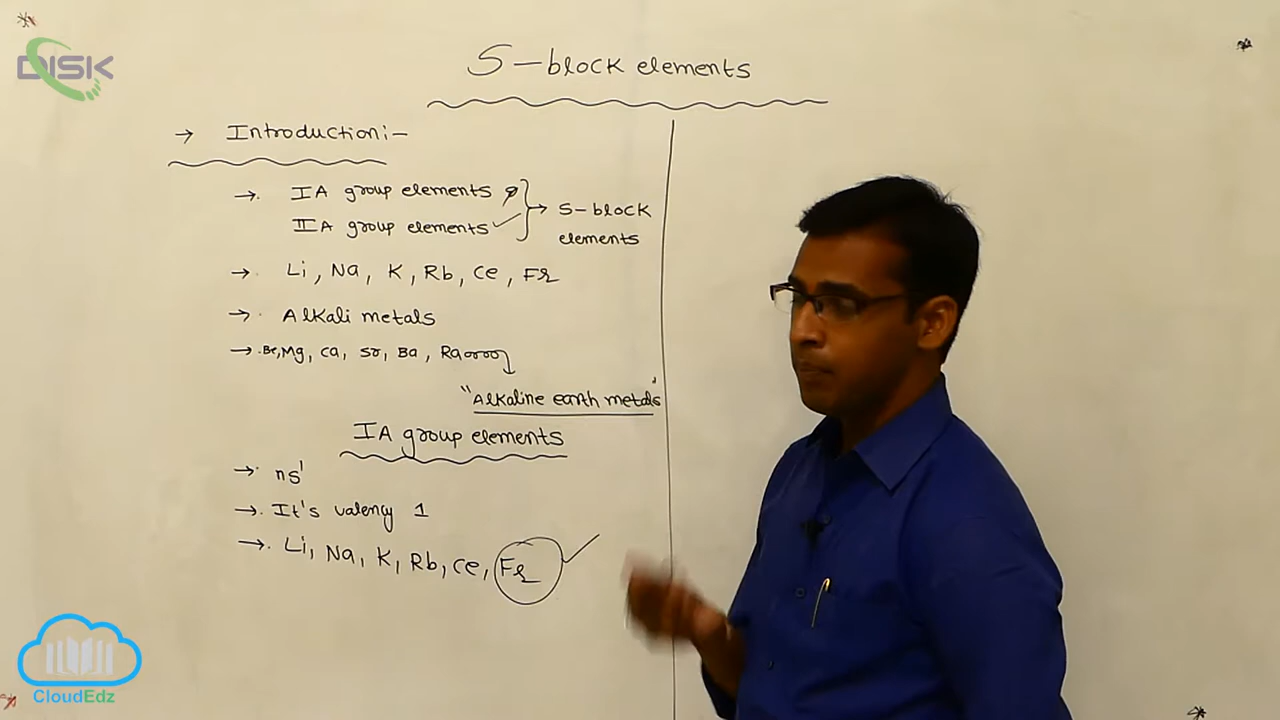 DISK
S-block elements
→ Introduction:-
→ IA group elements
IIA group elements
→ S-block elements
→ Li, Na, K, Rb, Ce, Fr
→ Alkali metals
→ Be, Mg, Ca, Sr, Ba, Ra
"Alkaline earth metals"
IA group elements
→ ns¹
→ It's valency 1
→ Li, Na, K, Rb, Ce, Fr
CloudEdz